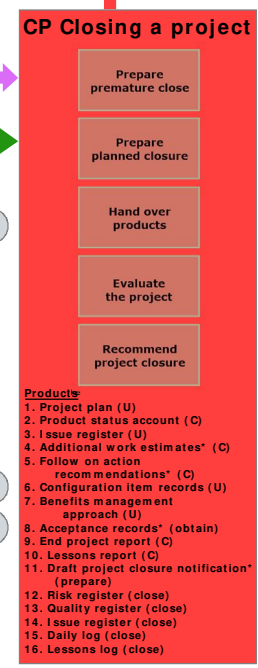 CP Closing a project
Prepare
premature close
Prepare
planned closure
Hand over
products
Evaluate
the project
Recommend
project closure
Products
1. Project plan (U)
2. Product status account (C)
3. Issue register (U)
4. Additional work estimates* (C)
5. Follow on action
recommendations* (C)
6. Configuration item records (U)
7. Benefits management
approach (U)
8. Acceptance records* (obtain)
9. End project report (C)
10. Lessons report (C)
11. Draft project closure notification*
(prepare)
12. Risk register (close)
13. Quality register (close)
14. Issue register (close)
15. Daily log (close)
16. Lessons log (close)